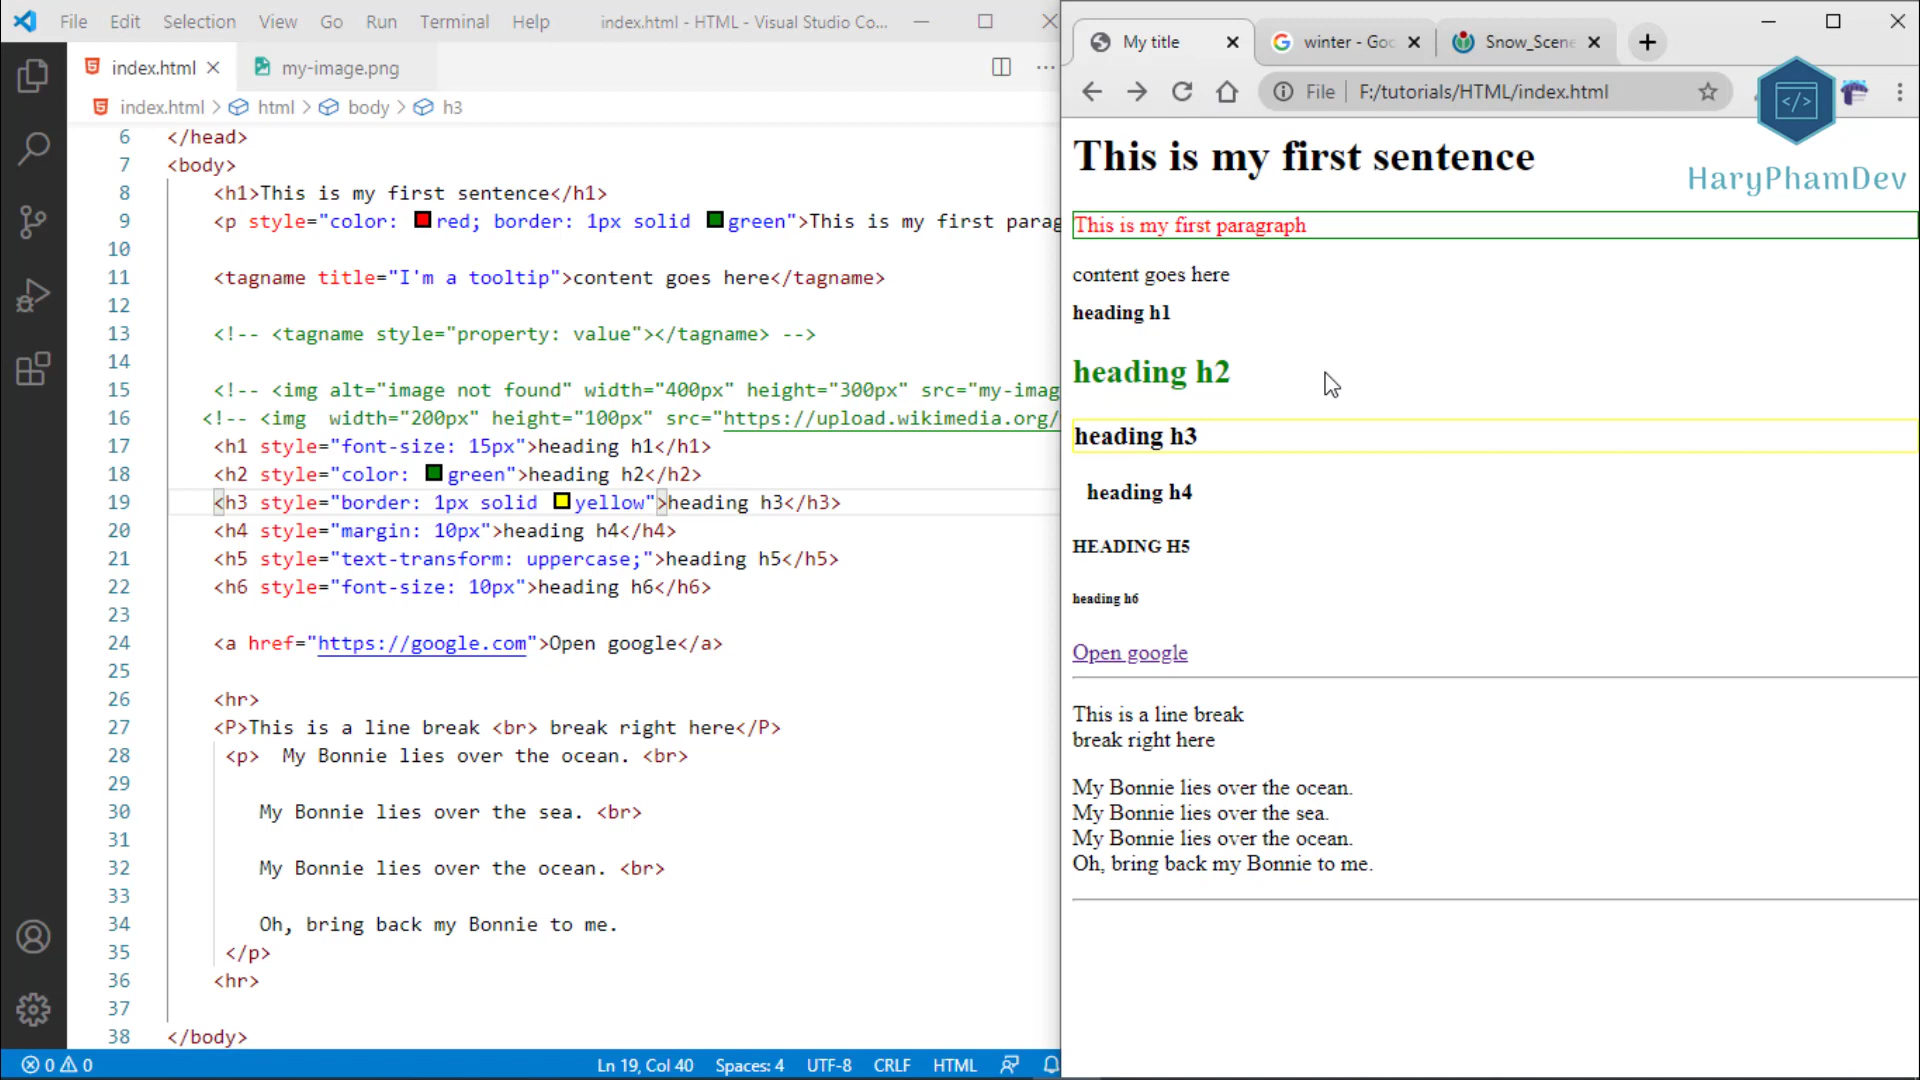 File Edit Selection View Go Run Terminal Help index.html - HTML - Visual Studio Co...
index.html my-image.png
index.html > html > body > h3
6 </head>
7 <body>
8 <h1>This is my first sentence</h1>
9 <p style="color: red; border: 1px solid green">This is my first parag
10
11 <tagname title="I'm a tooltip">content goes here</tagname>
12
13 <!-- <tagname style="property: value"></tagname> -->
14
15 <!-- <img alt="image not found" width="400px" height="300px" src="my-imag
16 <!-- <img  width="200px" height="100px" src="https://upload.wikimedia.org/
17 <h1 style="font-size: 15px">heading h1</h1>
18 <h2 style="color: green">heading h2</h2>
19 <h3 style="border: 1px solid yellow">heading h3</h3>
20 <h4 style="margin: 10px">heading h4</h4>
21 <h5 style="text-transform: uppercase;">heading h5</h5>
22 <h6 style="font-size: 10px">heading h6</h6>
23
24 <a href="https://google.com">Open google</a>
25
26 <hr>
27 <P>This is a line break <br> break right here</P>
28 <p>  My Bonnie lies over the ocean. <br>
29
30 My Bonnie lies over the sea. <br>
31
32 My Bonnie lies over the ocean. <br>
33
34 Oh, bring back my Bonnie to me.
35 </p>
36 <hr>
37
38 </body>
0 0 Ln 19, Col 40 Spaces: 4 UTF-8 CRLF HTML
My title winter - Goo Snow_Scene
File F:/tutorials/HTML/index.html
</>
HaryPhamDev
This is my first sentence
This is my first paragraph
content goes here
heading h1
heading h2
heading h3
heading h4
HEADING H5
heading h6
Open google
This is a line break
break right here
My Bonnie lies over the ocean.
My Bonnie lies over the sea.
My Bonnie lies over the ocean.
Oh, bring back my Bonnie to me.